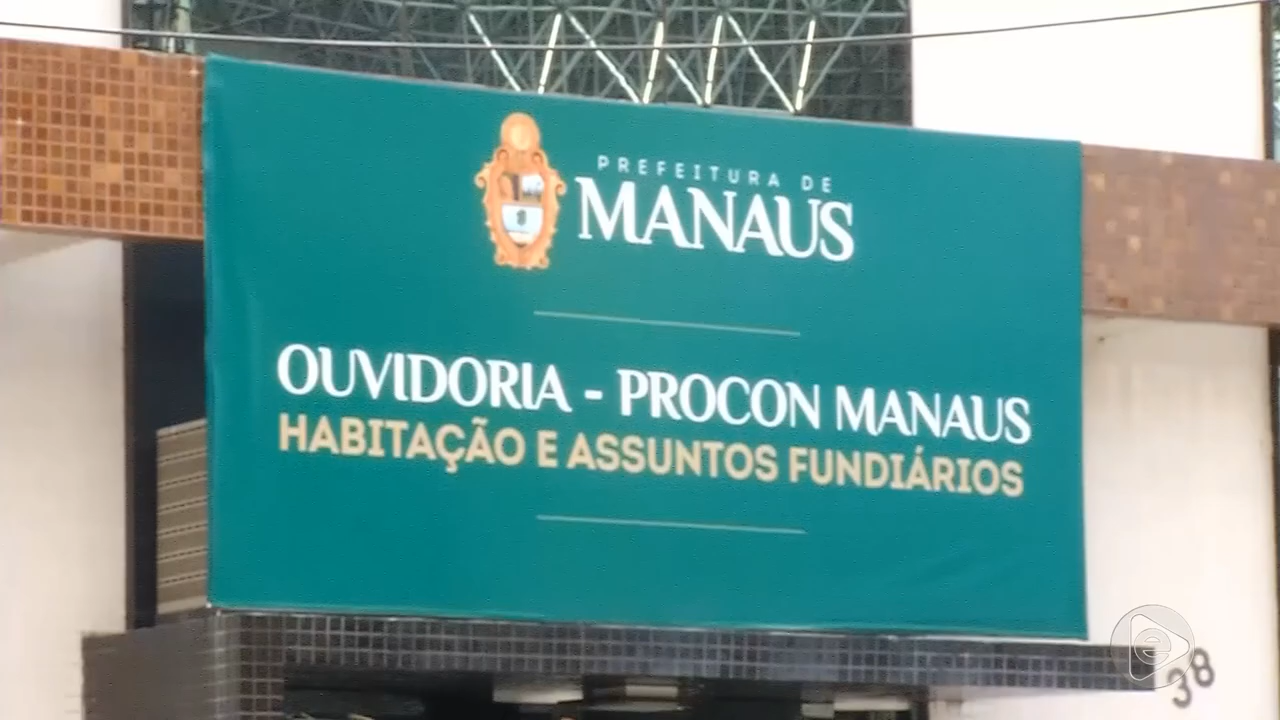 PREFEITURA DE
MANAUS
OUVIDORIA - PROCON MANAUS
HABITAÇÃO E ASSUNTOS FUNDIÁRIOS
e
38